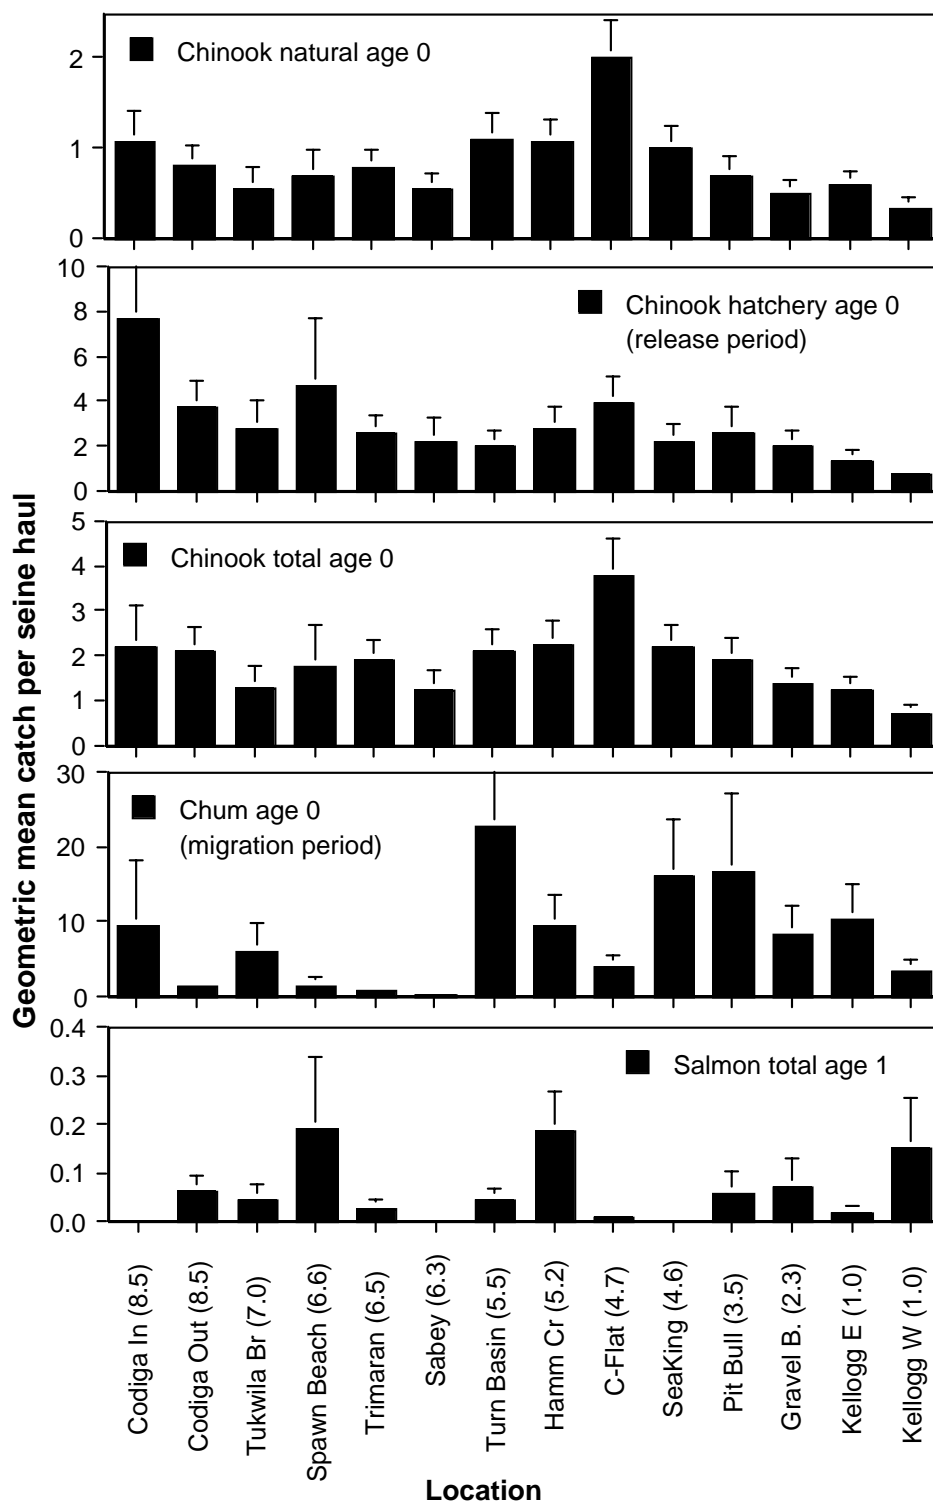 Geometric mean catch per seine haul
Chinook natural age 0
2
1
0
Chinook hatchery age 0
(release period)
10
8
6
4
2
0
Chinook total age 0
5
4
3
2
1
0
Chum age 0
(migration period)
30
20
10
0
Salmon total age 1
0.4
0.3
0.2
0.1
0.0
Codiga In (8.5)
Codiga Out (8.5)
Tukwila Br (7.0)
Spawn Beach (6.6)
Trimaran (6.5)
Sabey (6.3)
Turn Basin (5.5)
Hamm Cr (5.2)
C-Flat (4.7)
SeaKing (4.6)
Pit Bull (3.5)
Gravel B. (2.3)
Kellogg E (1.0)
Kellogg W (1.0)
Location